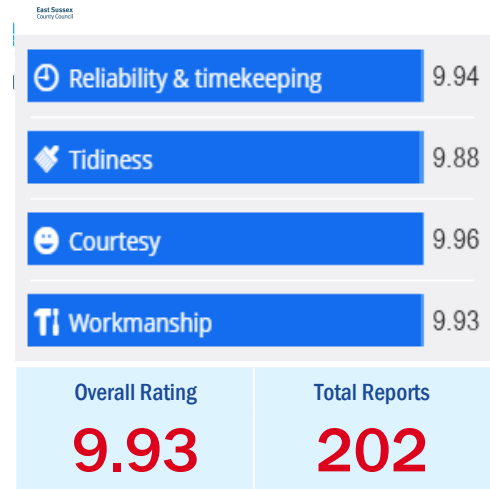 East Sussex
County Council
Reliability & timekeeping 9.94
Tidiness 9.88
Courtesy 9.96
Workmanship 9.93
Overall Rating Total Reports
9.93 202